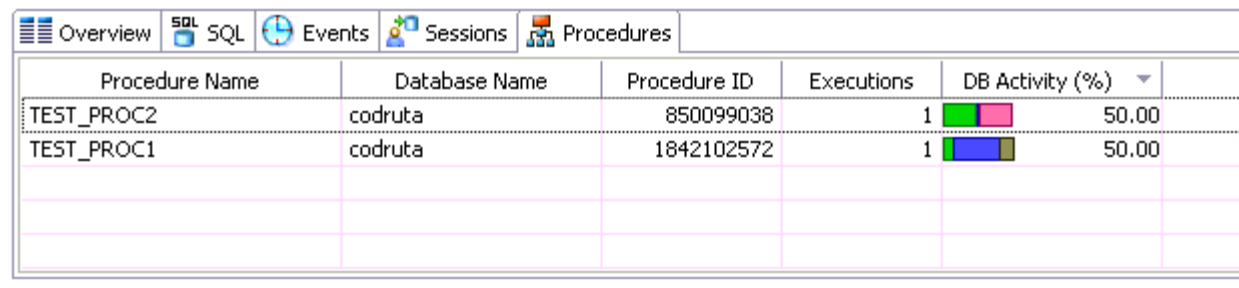 Overview SQL SQL Events Sessions Procedures
Procedure Name Database Name Procedure ID Executions DB Activity (%)
TEST_PROC2 codruta 850099038 1 50.00
TEST_PROC1 codruta 1842102572 1 50.00